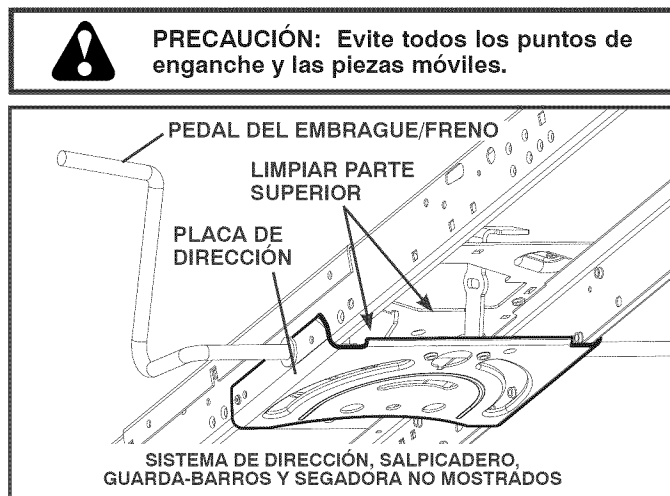 PRECAUCIÓN: Evite todos los puntos de
enganche y las piezas móviles.
PEDAL DEL EMBRAGUE/FRENO
LIMPIAR PARTE
SUPERIOR
PLACA DE
DIRECCIÓN
SISTEMA DE DIRECCIÓN, SALPICADERO,
GUARDA-BARROS Y SEGADORA NO MOSTRADOS